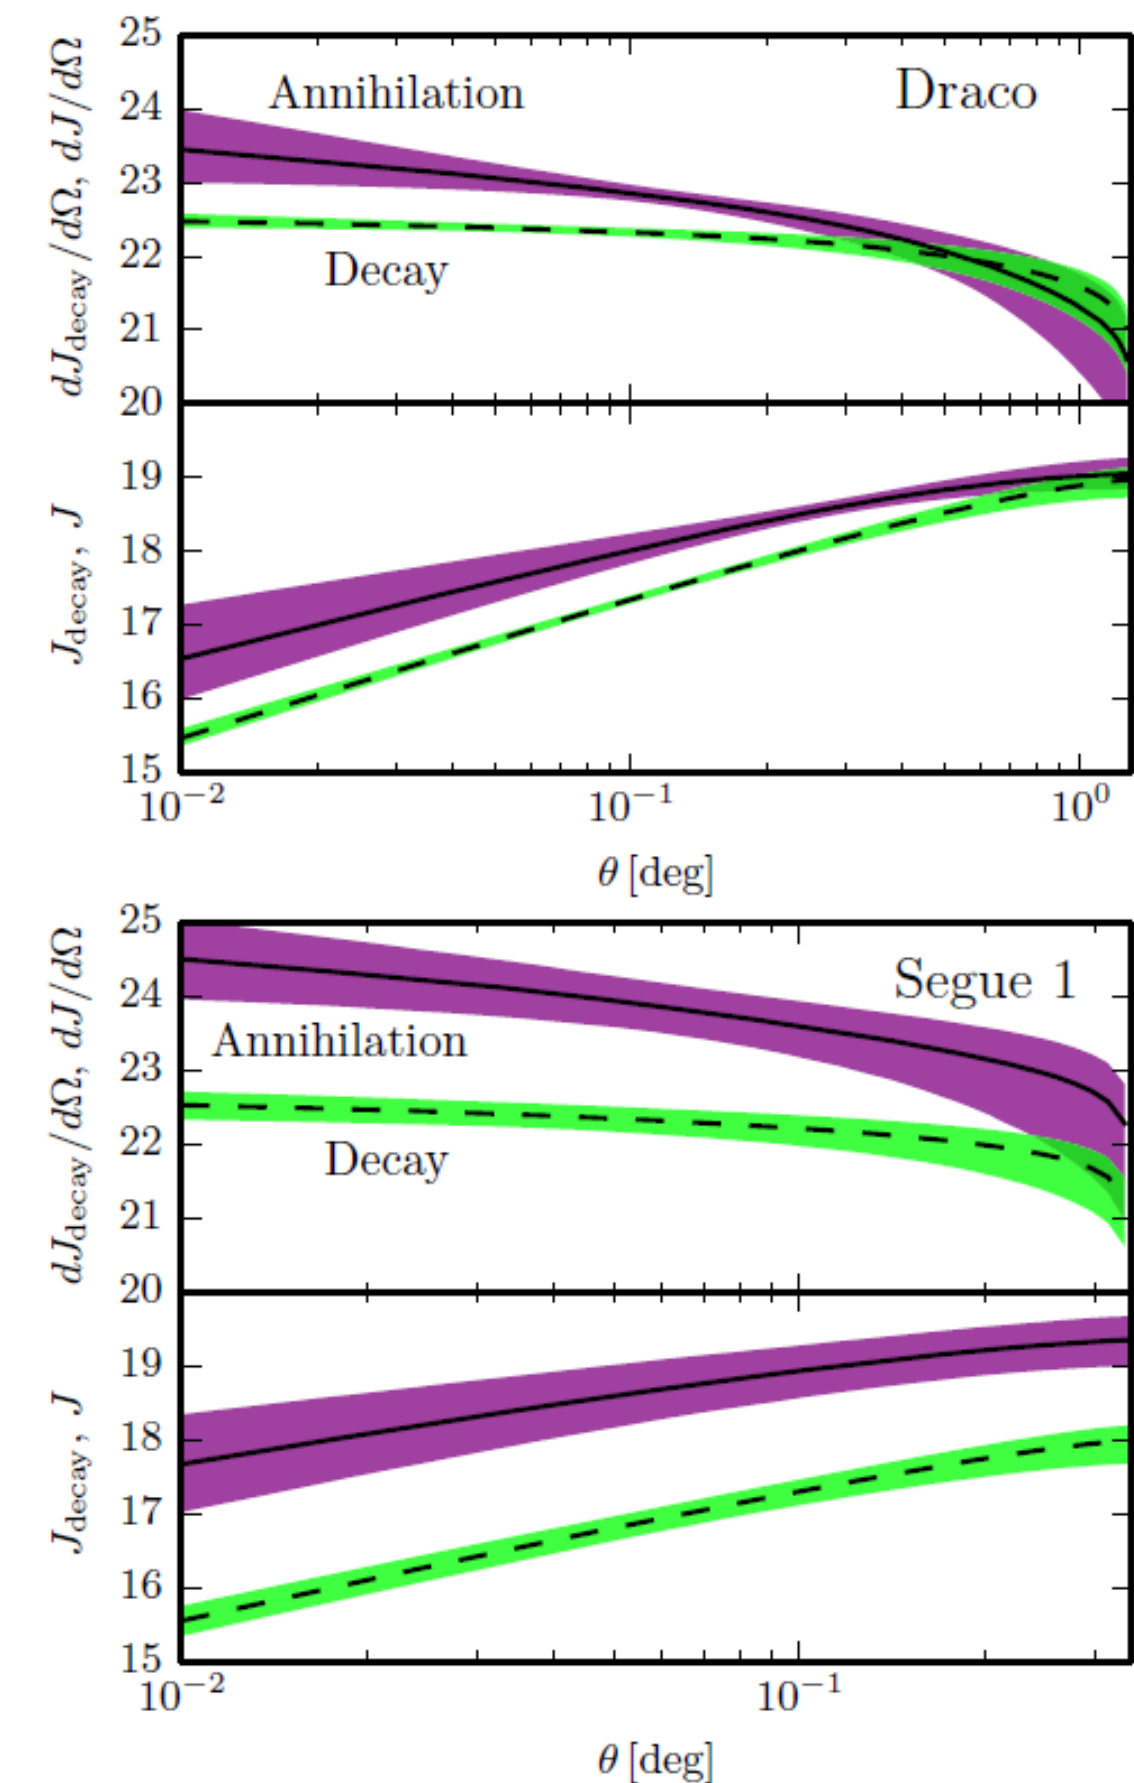 25
Annihilation Draco
24
23
22
Decay
21
20
dJ_decay/dΩ, dJ/dΩ
19
18
17
16
15
J_decay, J
10⁻² 10⁻¹ 10⁰
θ [deg]
25
Segue 1
24
Annihilation
23
22
Decay
21
20
dJ_decay/dΩ, dJ/dΩ
19
18
17
16
15
J_decay, J
10⁻² 10⁻¹
θ [deg]